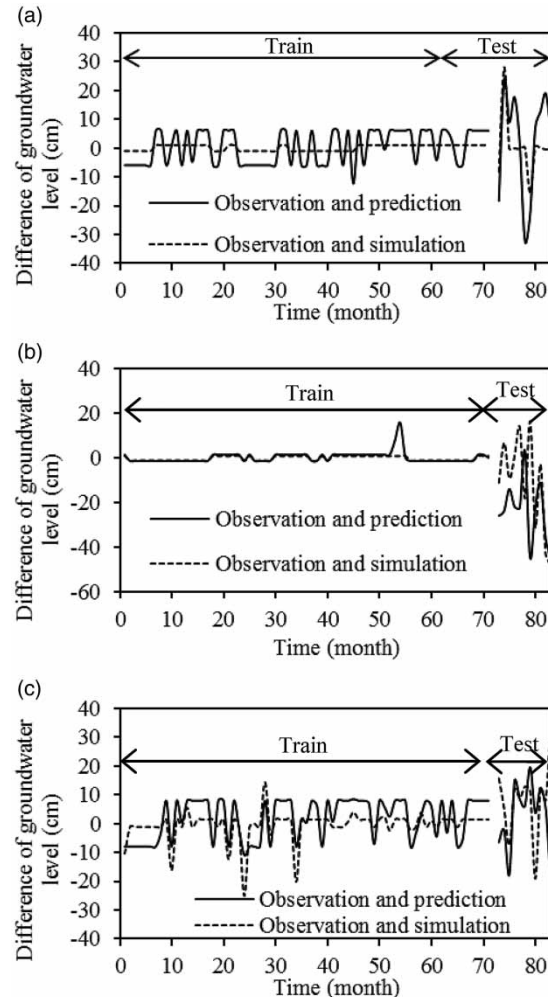 (a)
40
30
20
10
0
-10
-20
-30
-40
Difference of groundwater
level (cm)
Train
Test
Observation and prediction
Observation and simulation
0 10 20 30 40 50 60 70 80
Time (month)
(b)
40
20
0
-20
-40
-60
Difference of groundwater
level (cm)
Train
Test
Observation and prediction
Observation and simulation
0 10 20 30 40 50 60 70 80
Time (month)
(c)
40
30
20
10
0
-10
-20
-30
-40
Difference of groundwater
level (cm)
Train
Test
Observation and prediction
Observation and simulation
0 10 20 30 40 50 60 70 80
Time (month)